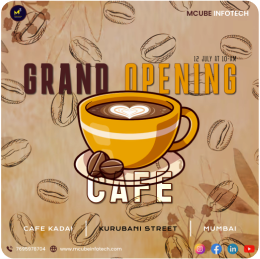 MCUBE INFOTECH
12 JULY AT 10 AM
GRAND OPENING
CAFE
CAFE KADAI | KURUBANI STREET | MUMBAI
www.mcubeinfotech.com